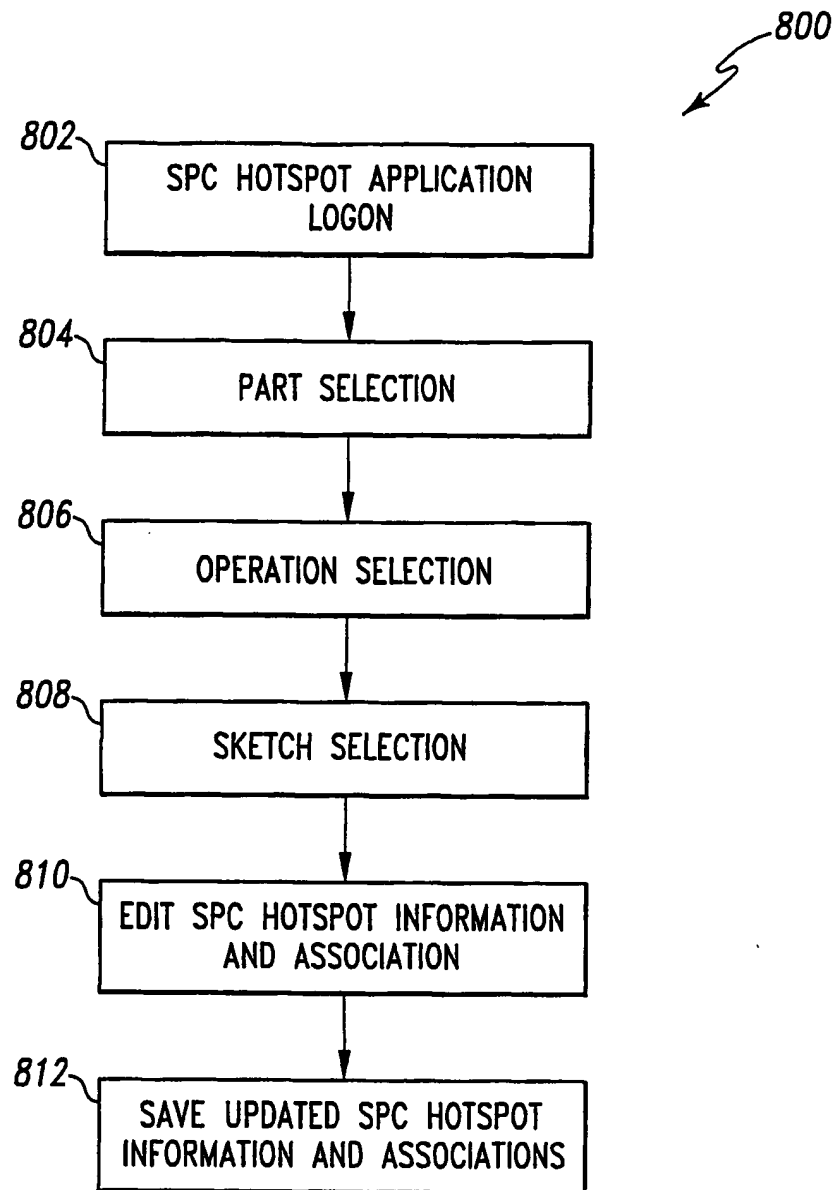 800
802
SPC HOTSPOT APPLICATION
LOGON
804
PART SELECTION
806
OPERATION SELECTION
808
SKETCH SELECTION
810
EDIT SPC HOTSPOT INFORMATION
AND ASSOCIATION
812
SAVE UPDATED SPC HOTSPOT
INFORMATION AND ASSOCIATIONS